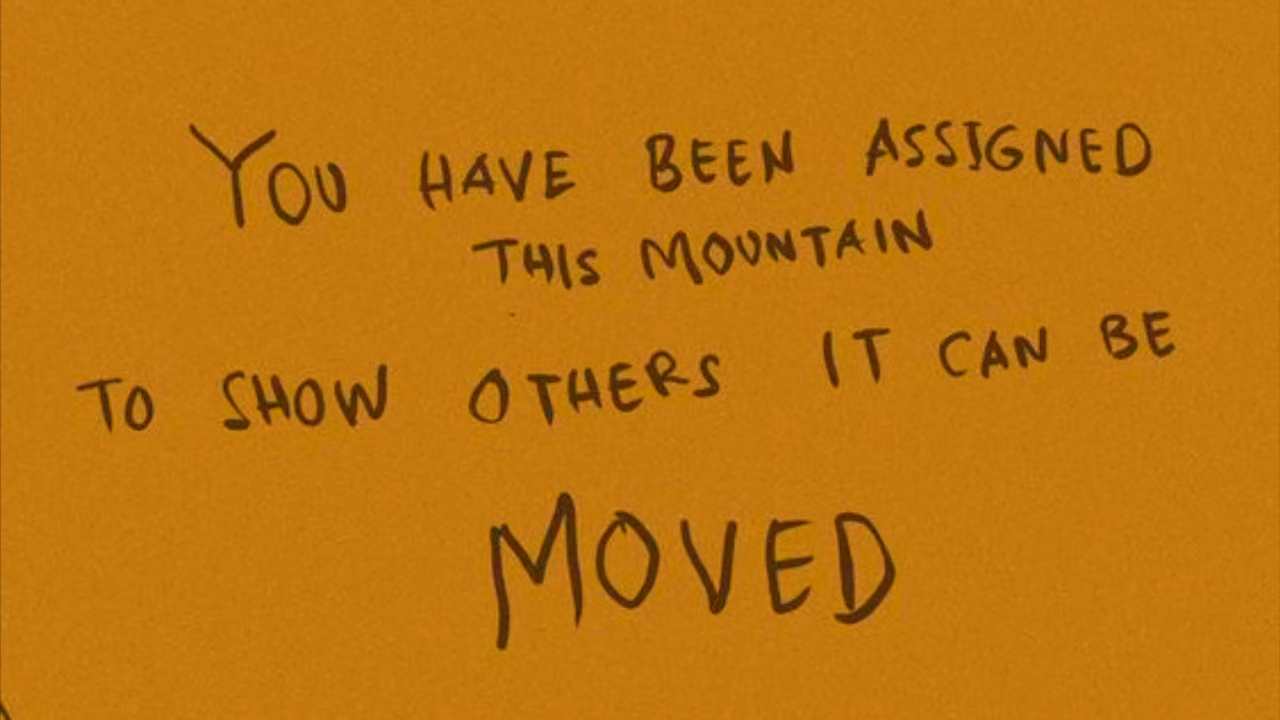 YOU HAVE BEEN ASSIGNED
THIS MOUNTAIN
TO SHOW OTHERS IT CAN BE
MOVED